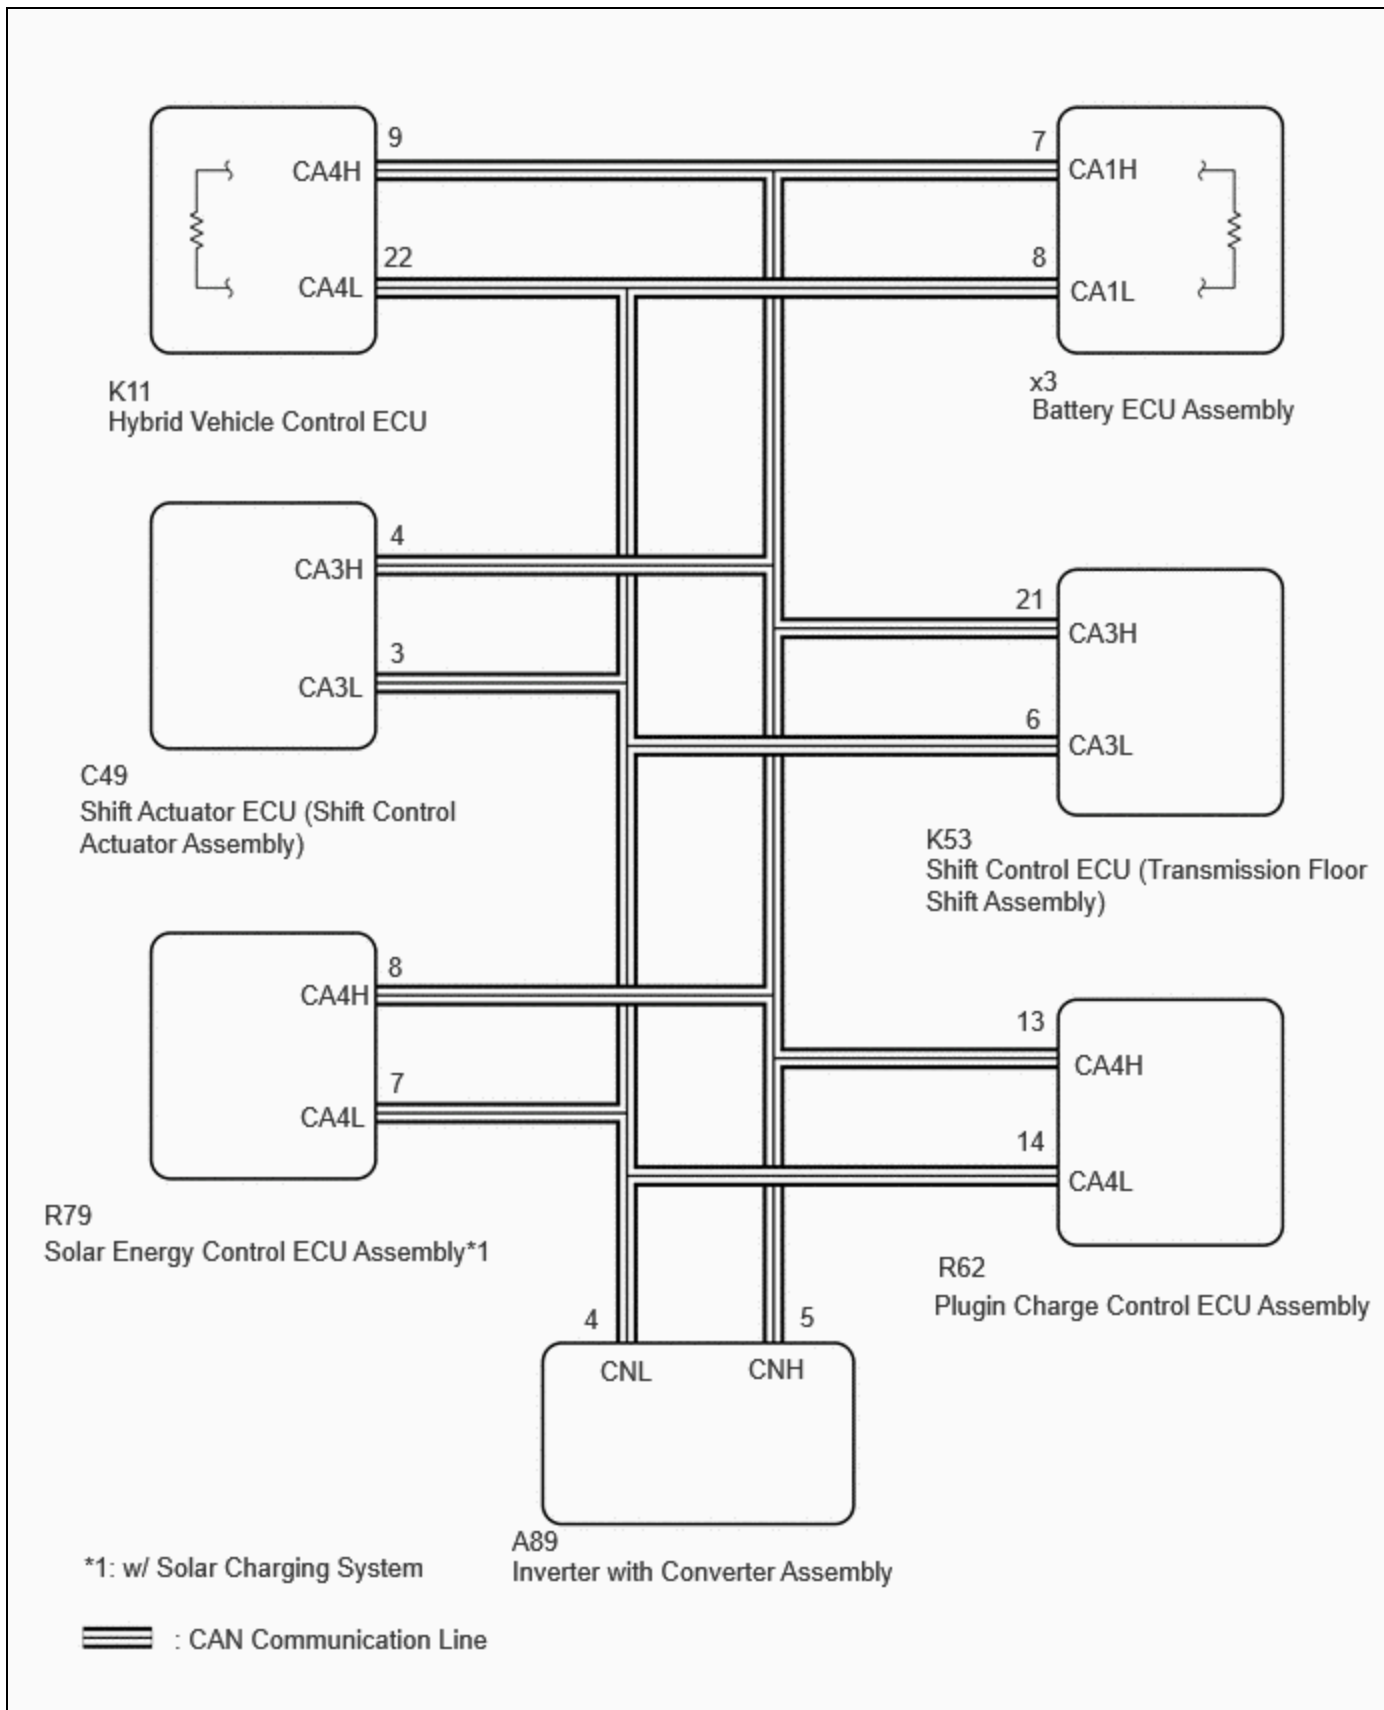 9
7
CA4H
CA1H
22
8
CA4L
CA1L
K11
Hybrid Vehicle Control ECU
x3
Battery ECU Assembly
4
CA3H
21
CA3H
3
CA3L
6
CA3L
C49
Shift Actuator ECU (Shift Control
Actuator Assembly)
K53
Shift Control ECU (Transmission Floor
Shift Assembly)
8
CA4H
13
CA4H
7
CA4L
14
CA4L
R79
Solar Energy Control ECU Assembly*1
R62
Plugin Charge Control ECU Assembly
4
5
CNL
CNH
A89
Inverter with Converter Assembly
*1: w/ Solar Charging System
: CAN Communication Line